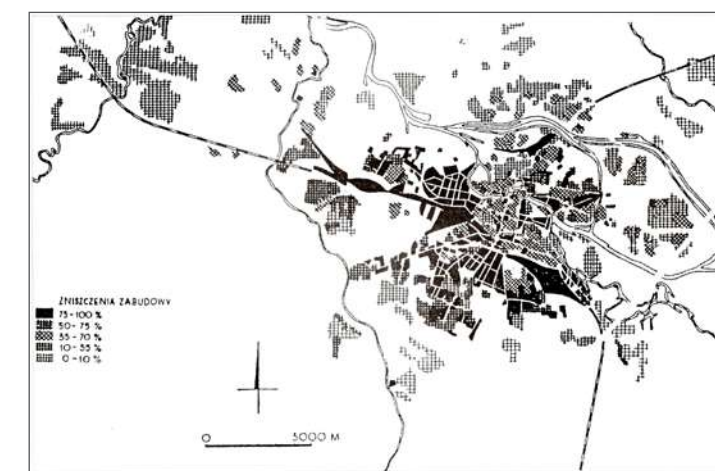 ZNISZCZENIA ZABUDOWY
75-100 %
50-75 %
35-70 %
10-35 %
0-10 %
0 5000 M